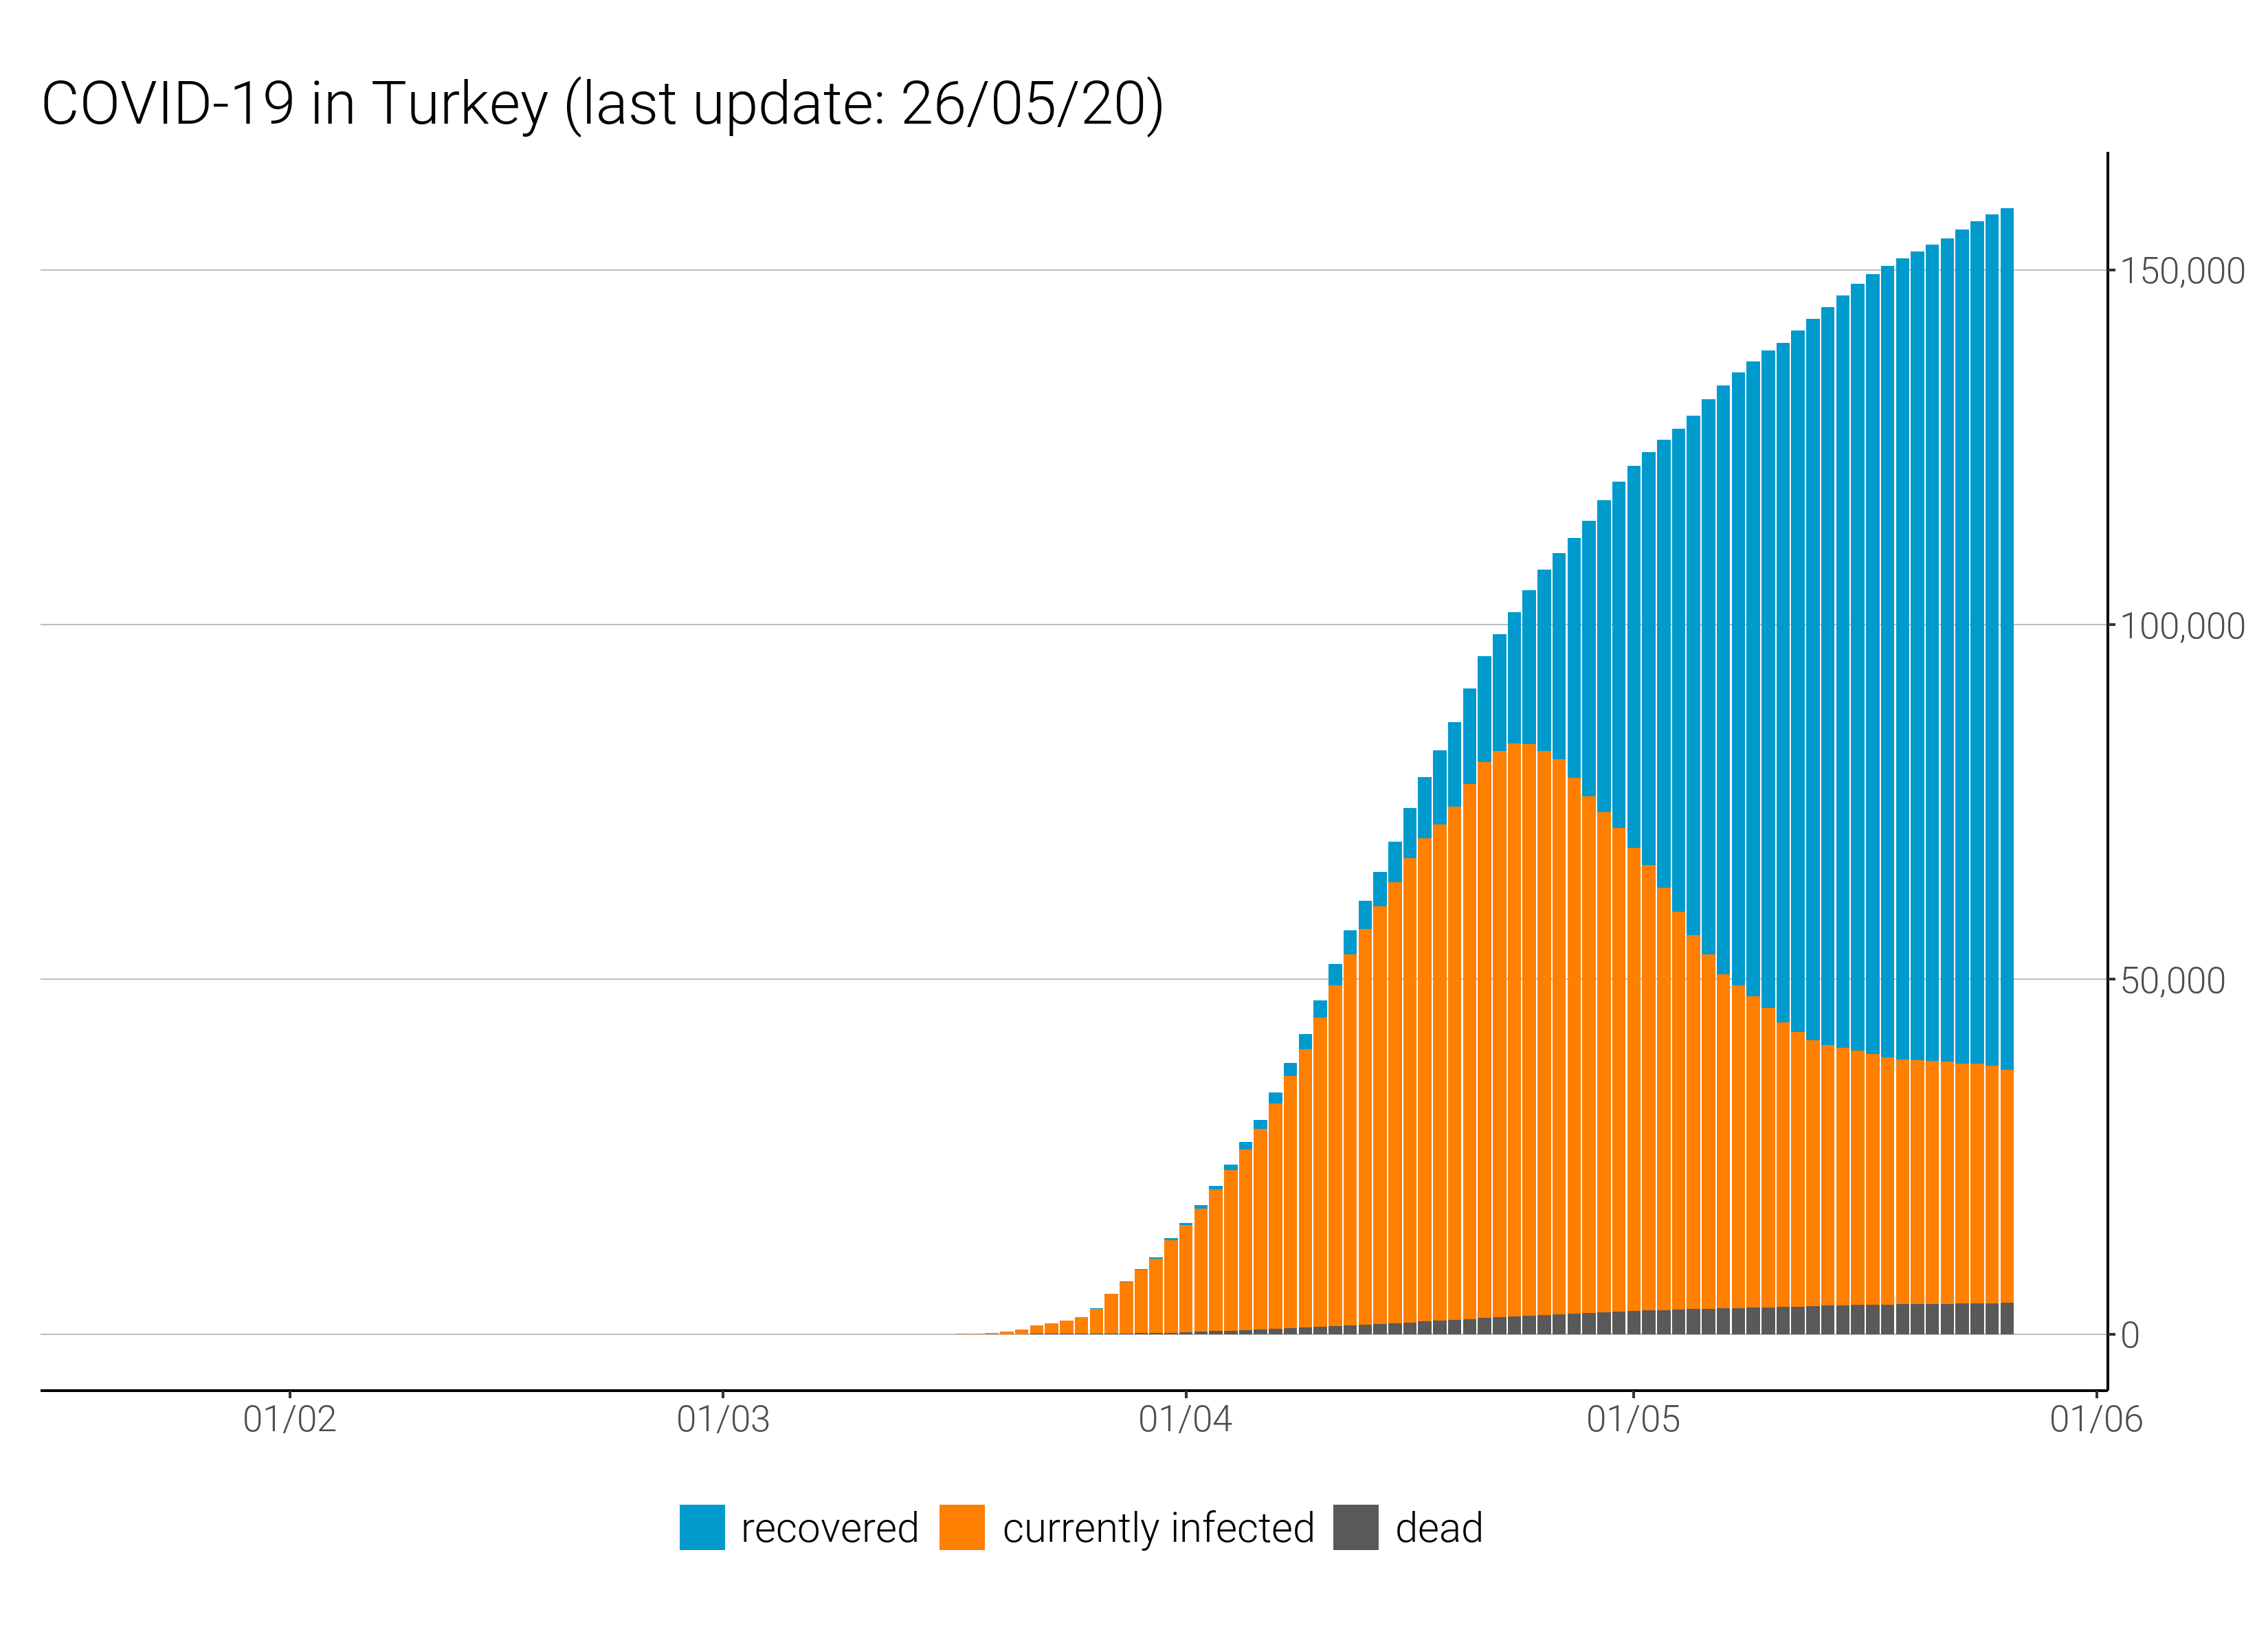 COVID-19 in Turkey (last update: 26/05/20)
150,000
100,000
50,000
0
01/02 01/03 01/04 01/05 01/06
recovered currently infected dead